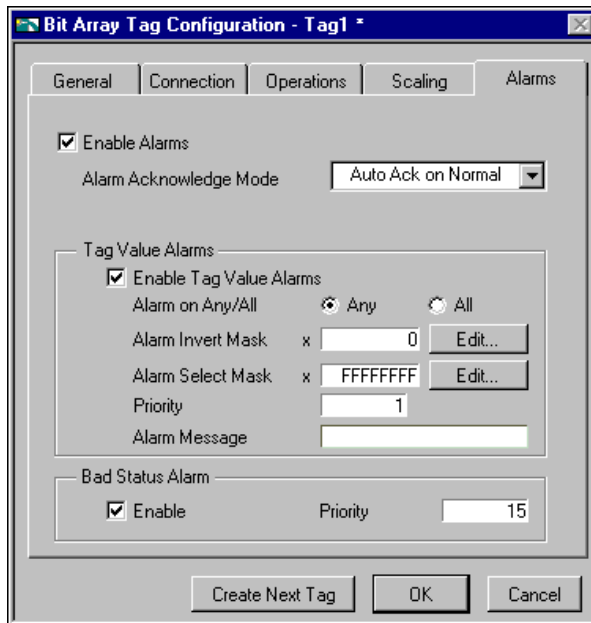 Bit Array Tag Configuration - Tag1 *
General Connection Operations Scaling Alarms
Enable Alarms
Alarm Acknowledge Mode Auto Ack on Normal
Tag Value Alarms
Enable Tag Value Alarms
Alarm on Any/All Any All
Alarm Invert Mask x 0 Edit...
Alarm Select Mask x FFFFFFFF Edit...
Priority 1
Alarm Message
Bad Status Alarm
Enable Priority 15
Create Next Tag OK Cancel